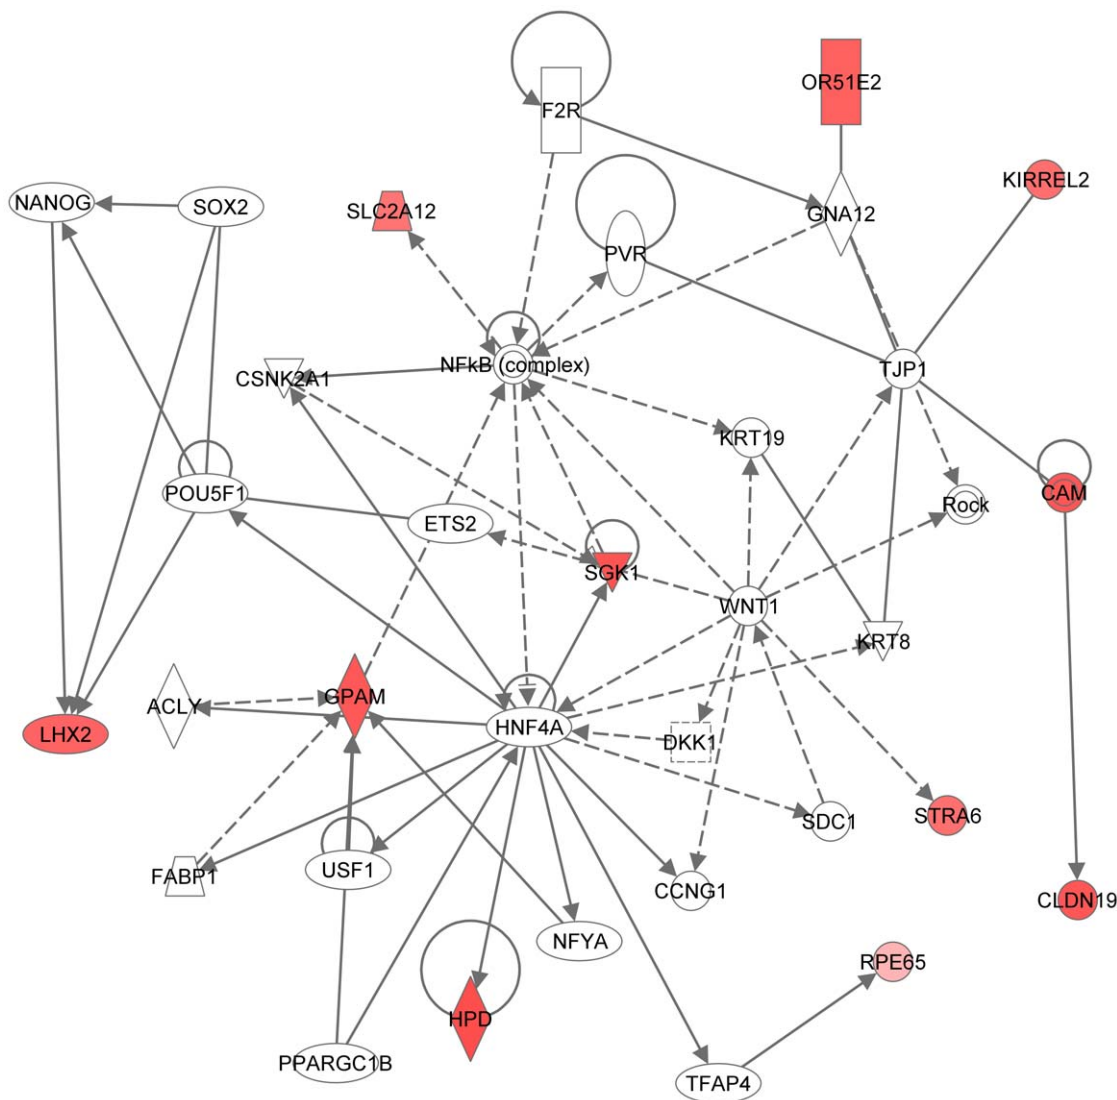 OR51E2
F2R
KIRREL2
NANOG
SOX2
SLC2A12
GNA12
PVR
NFkB (complex)
TJP1
CSNK2A1
KRT19
POU5F1
CAM
Rock
ETS2
SGK1
WNT1
KRT8
GPAM
ACLY
HNF4A
LHX2
DKK1
STRA6
SDC1
USF1
FABP1
CCNG1
CLDN19
NFYA
RPE65
HPD
PPARGC1B
TFAP4